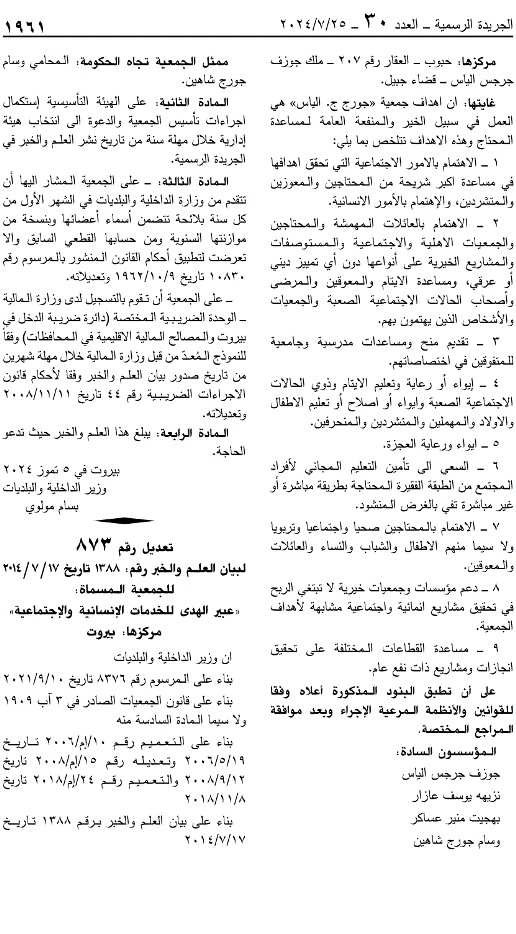 الجريدة الرسمية ــ العدد ٣٠ ــ ٢٠٢٤/٧/٢٥
١٩٦١
مركزها: حبوب ــ العقار رقم ٢٠٧ ــ ملك جوزف
جرجس الياس ــ قضاء جبيل.
غايتها: ان اهداف جمعية «جورج ج. الياس» هي
العمل في سبيل الخير والمنفعة العامة لمساعدة
المحتاج وهذه الاهداف تتلخص بما يلي:
١ ــ الاهتمام بالامور الاجتماعية التي تحقق اهدافها
في مساعدة اكبر شريحة من المحتاجين والمعوزين
والمتشردين، والإهتمام بالأمور الانسانية.
٢ ــ الاهتمام بالعائلات المهمشة والمحتاجين
والجمعيات الاهلية والاجتماعية والمستوصفات
والمشاريع الخيرية على أنواعها دون أي تمييز ديني
أو عرقي، ومساعدة الايتام والمعوقين والمرضى
وأصحاب الحالات الاجتماعية الصعبة والجمعيات
والأشخاص الذين يهتمون بهم.
٣ ــ تقديم منح ومساعدات مدرسية وجامعية
للمتفوقين في اختصاصاتهم.
٤ ــ إيواء أو رعاية وتعليم الايتام وذوي الحالات
الاجتماعية الصعبة وايواء أو اصلاح أو تعليم الاطفال
والاولاد والمهملين والمتشردين والمنحرفين.
٥ ــ ايواء ورعاية العجزة.
٦ ــ السعي الى تأمين التعليم المجاني لأفراد
المجتمع من الطبقة الفقيرة المحتاجة بطريقة مباشرة أو
غير مباشرة تفي بالغرض المنشود.
٧ ــ الاهتمام بالمحتاجين صحيا واجتماعيا وتربويا
ولا سيما منهم الاطفال والشباب والنساء والعائلات
والمعوقين.
٨ ــ دعم مؤسسات وجمعيات خيرية لا تبتغي الربح
في تحقيق مشاريع انمائية واجتماعية مشابهة لأهداف
الجمعية.
٩ ــ مساعدة القطاعات المختلفة على تحقيق
انجازات ومشاريع ذات نفع عام.
على أن تطبق البنود المذكورة أعلاه وفقا
للقوانين والأنظمة المرعية الإجراء وبعد موافقة
المراجع المختصة.
المؤسسون السادة:
جوزف جرجس الياس
نزيهه يوسف عازار
بهجيت منير عساكر
وسام جورج شاهين
ممثل الجمعية تجاه الحكومة: المحامي وسام
جورج شاهين.
المادة الثانية: على الهيئة التأسيسية إستكمال
اجراءات تأسيس الجمعية والدعوة الى انتخاب هيئة
إدارية خلال مهلة سنة من تاريخ نشر العلم والخبر في
الجريدة الرسمية.
المادة الثالثة: ــ على الجمعية المشار اليها أن
تتقدم من وزارة الداخلية والبلديات في الشهر الأول من
كل سنة بلائحة تتضمن أسماء أعضائها وبنسخة من
موازنتها السنوية ومن حسابها القطعي السابق والا
تعرضت لتطبيق أحكام القانون المنشور بالمرسوم رقم
١٠٨٣٠ تاريخ ١٩٦٢/١٠/٩ وتعديلاته.
ــ على الجمعية أن تقوم بالتسجيل لدى وزارة المالية
ــ الوحدة الضريبية المختصة (دائرة ضريبة الدخل في
بيروت والمصالح المالية الاقليمية في المحافظات) وفقاً
للنموذج المُعدّ من قبل وزارة المالية خلال مهلة شهرين
من تاريخ صدور بيان العلم والخبر وفقا لأحكام قانون
الاجراءات الضريبية رقم ٤٤ تاريخ ٢٠٠٨/١١/١١
وتعديلاته.
المادة الرابعة: يبلغ هذا العلم والخبر حيث تدعو
الحاجة.
بيروت في ٥ تموز ٢٠٢٤
وزير الداخلية والبلديات
بسام مولوي
تعديل رقم ٨٧٣
لبيان العلم والخبر رقم: ١٣٨٨ تاريخ ٢٠١٤/٧/١٧
للجمعية المسماة:
«عبير الهدى للخدمات الإنسانية والإجتماعية»
مركزها: بيروت
ان وزير الداخلية والبلديات
بناء على المرسوم رقم ٨٣٧٦ تاريخ ٢٠٢١/٩/١٠
بناء على قانون الجمعيات الصادر في ٣ آب ١٩٠٩
ولا سيما المادة السادسة منه
بناء على التعميم رقم ١٠/إم/٢٠٠٦ تاريخ
٢٠٠٦/٥/١٩ وتعديله رقم ١٥/إم/٢٠٠٨ تاريخ
٢٠٠٨/٩/١٢ والتعميم رقم ٢٤/إم/٢٠١٨ تاريخ
٢٠١٨/١١/٨
بناء على بيان العلم والخبر برقم ١٣٨٨ تاريخ
٢٠١٤/٧/١٧